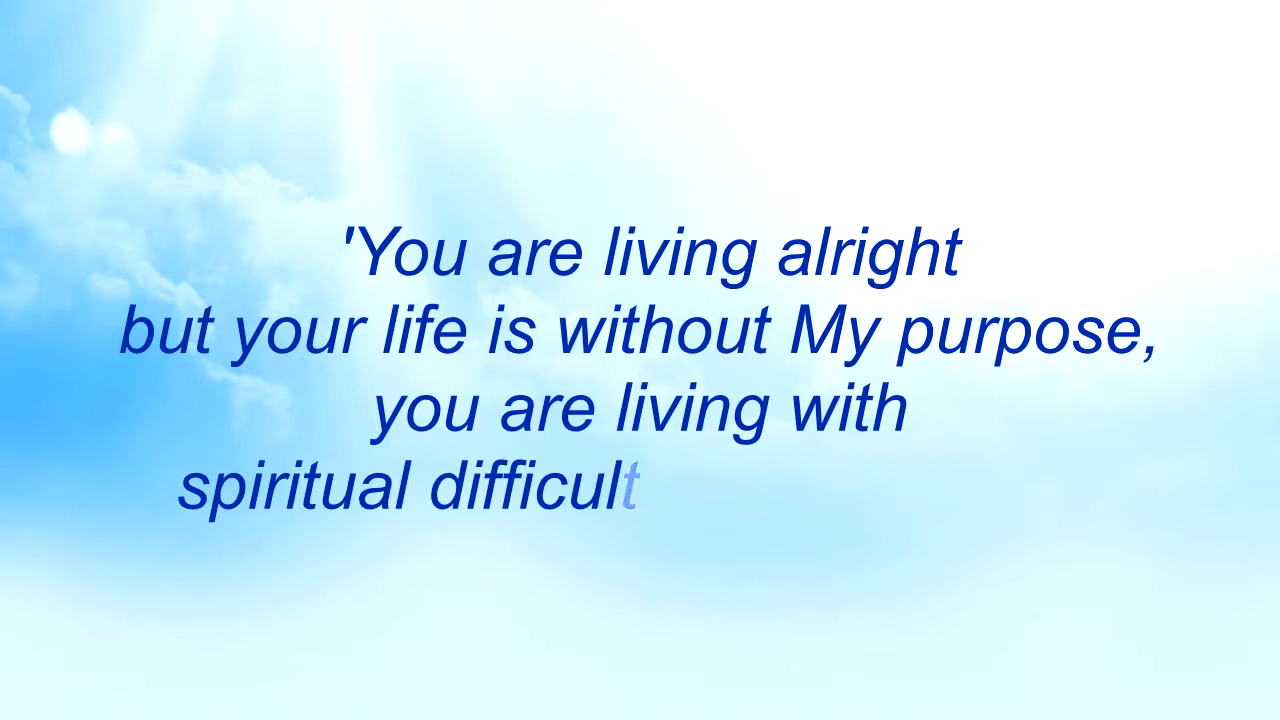 'You are living alright
but your life is without My purpose,
you are living with
spiritual difficult